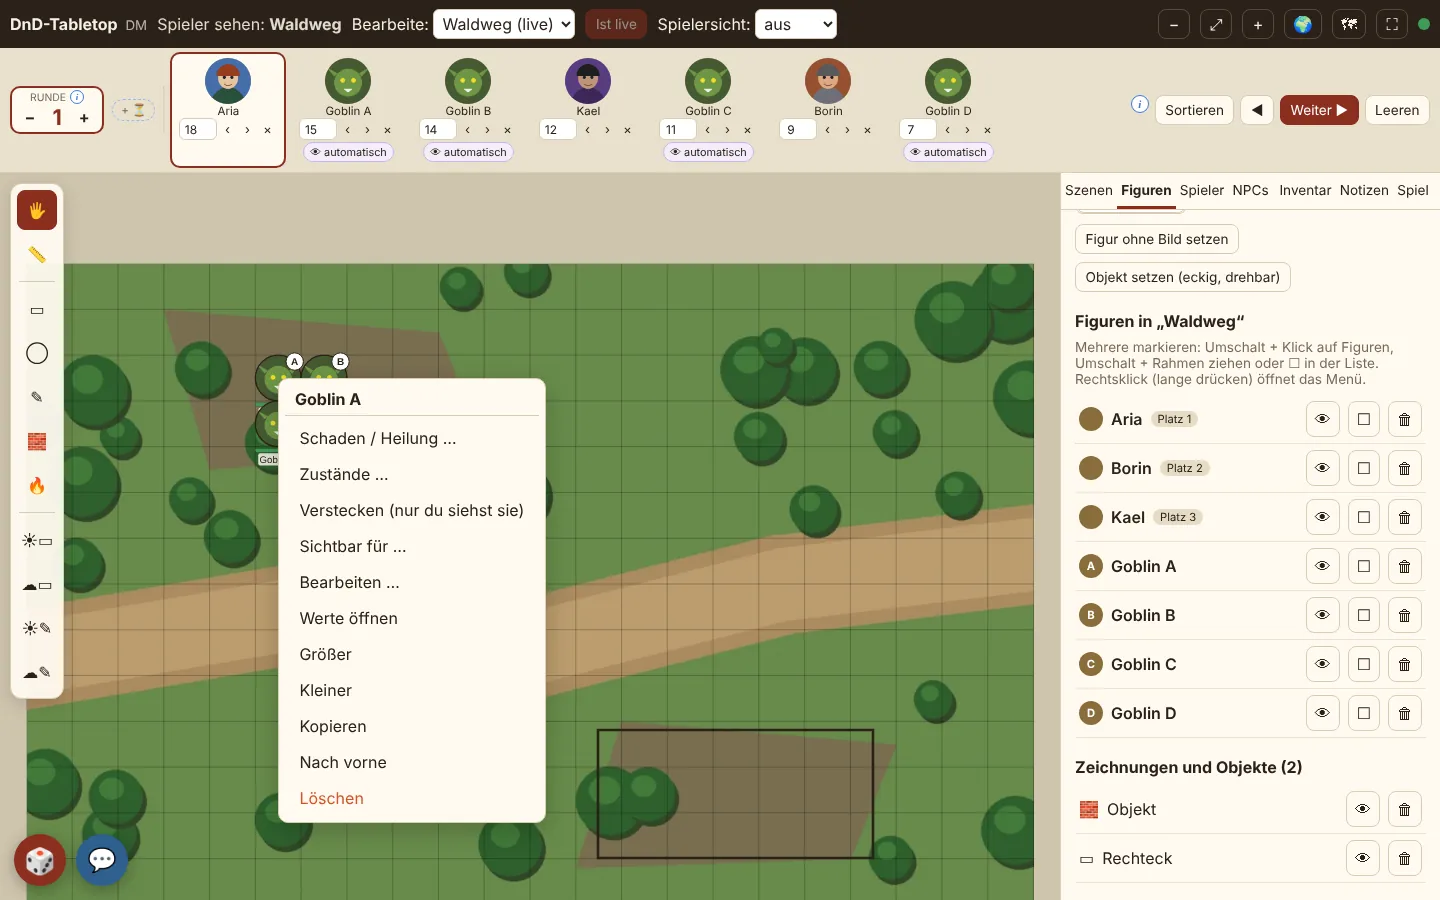 DnD-Tabletop DM Spieler sehen: Waldweg Bearbeite: Waldweg (live) Ist live Spielersicht: aus
RUNDE i
− 1 +
+ ⏳
Aria
18 ‹ › ×
Goblin A
15 ‹ › ×
automatisch
Goblin B
14 ‹ › ×
automatisch
Kael
12 ‹ › ×
Goblin C
11 ‹ › ×
automatisch
Borin
9 ‹ › ×
Goblin D
7 ‹ › ×
automatisch
i Sortieren ◀ Weiter ▶ Leeren
Szenen Figuren Spieler NPCs Inventar Notizen Spiel
Figur ohne Bild setzen
Objekt setzen (eckig, drehbar)
Figuren in „Waldweg“
Mehrere markieren: Umschalt + Klick auf Figuren,
Umschalt + Rahmen ziehen oder ☐ in der Liste.
Rechtsklick (lange drücken) öffnet das Menü.
Aria Platz 1
Borin Platz 2
Kael Platz 3
A Goblin A
B Goblin B
C Goblin C
D Goblin D
Zeichnungen und Objekte (2)
Objekt
Rechteck
A B
Gob
Goblin A
Schaden / Heilung ...
Zustände ...
Verstecken (nur du siehst sie)
Sichtbar für ...
Bearbeiten ...
Werte öffnen
Größer
Kleiner
Kopieren
Nach vorne
Löschen